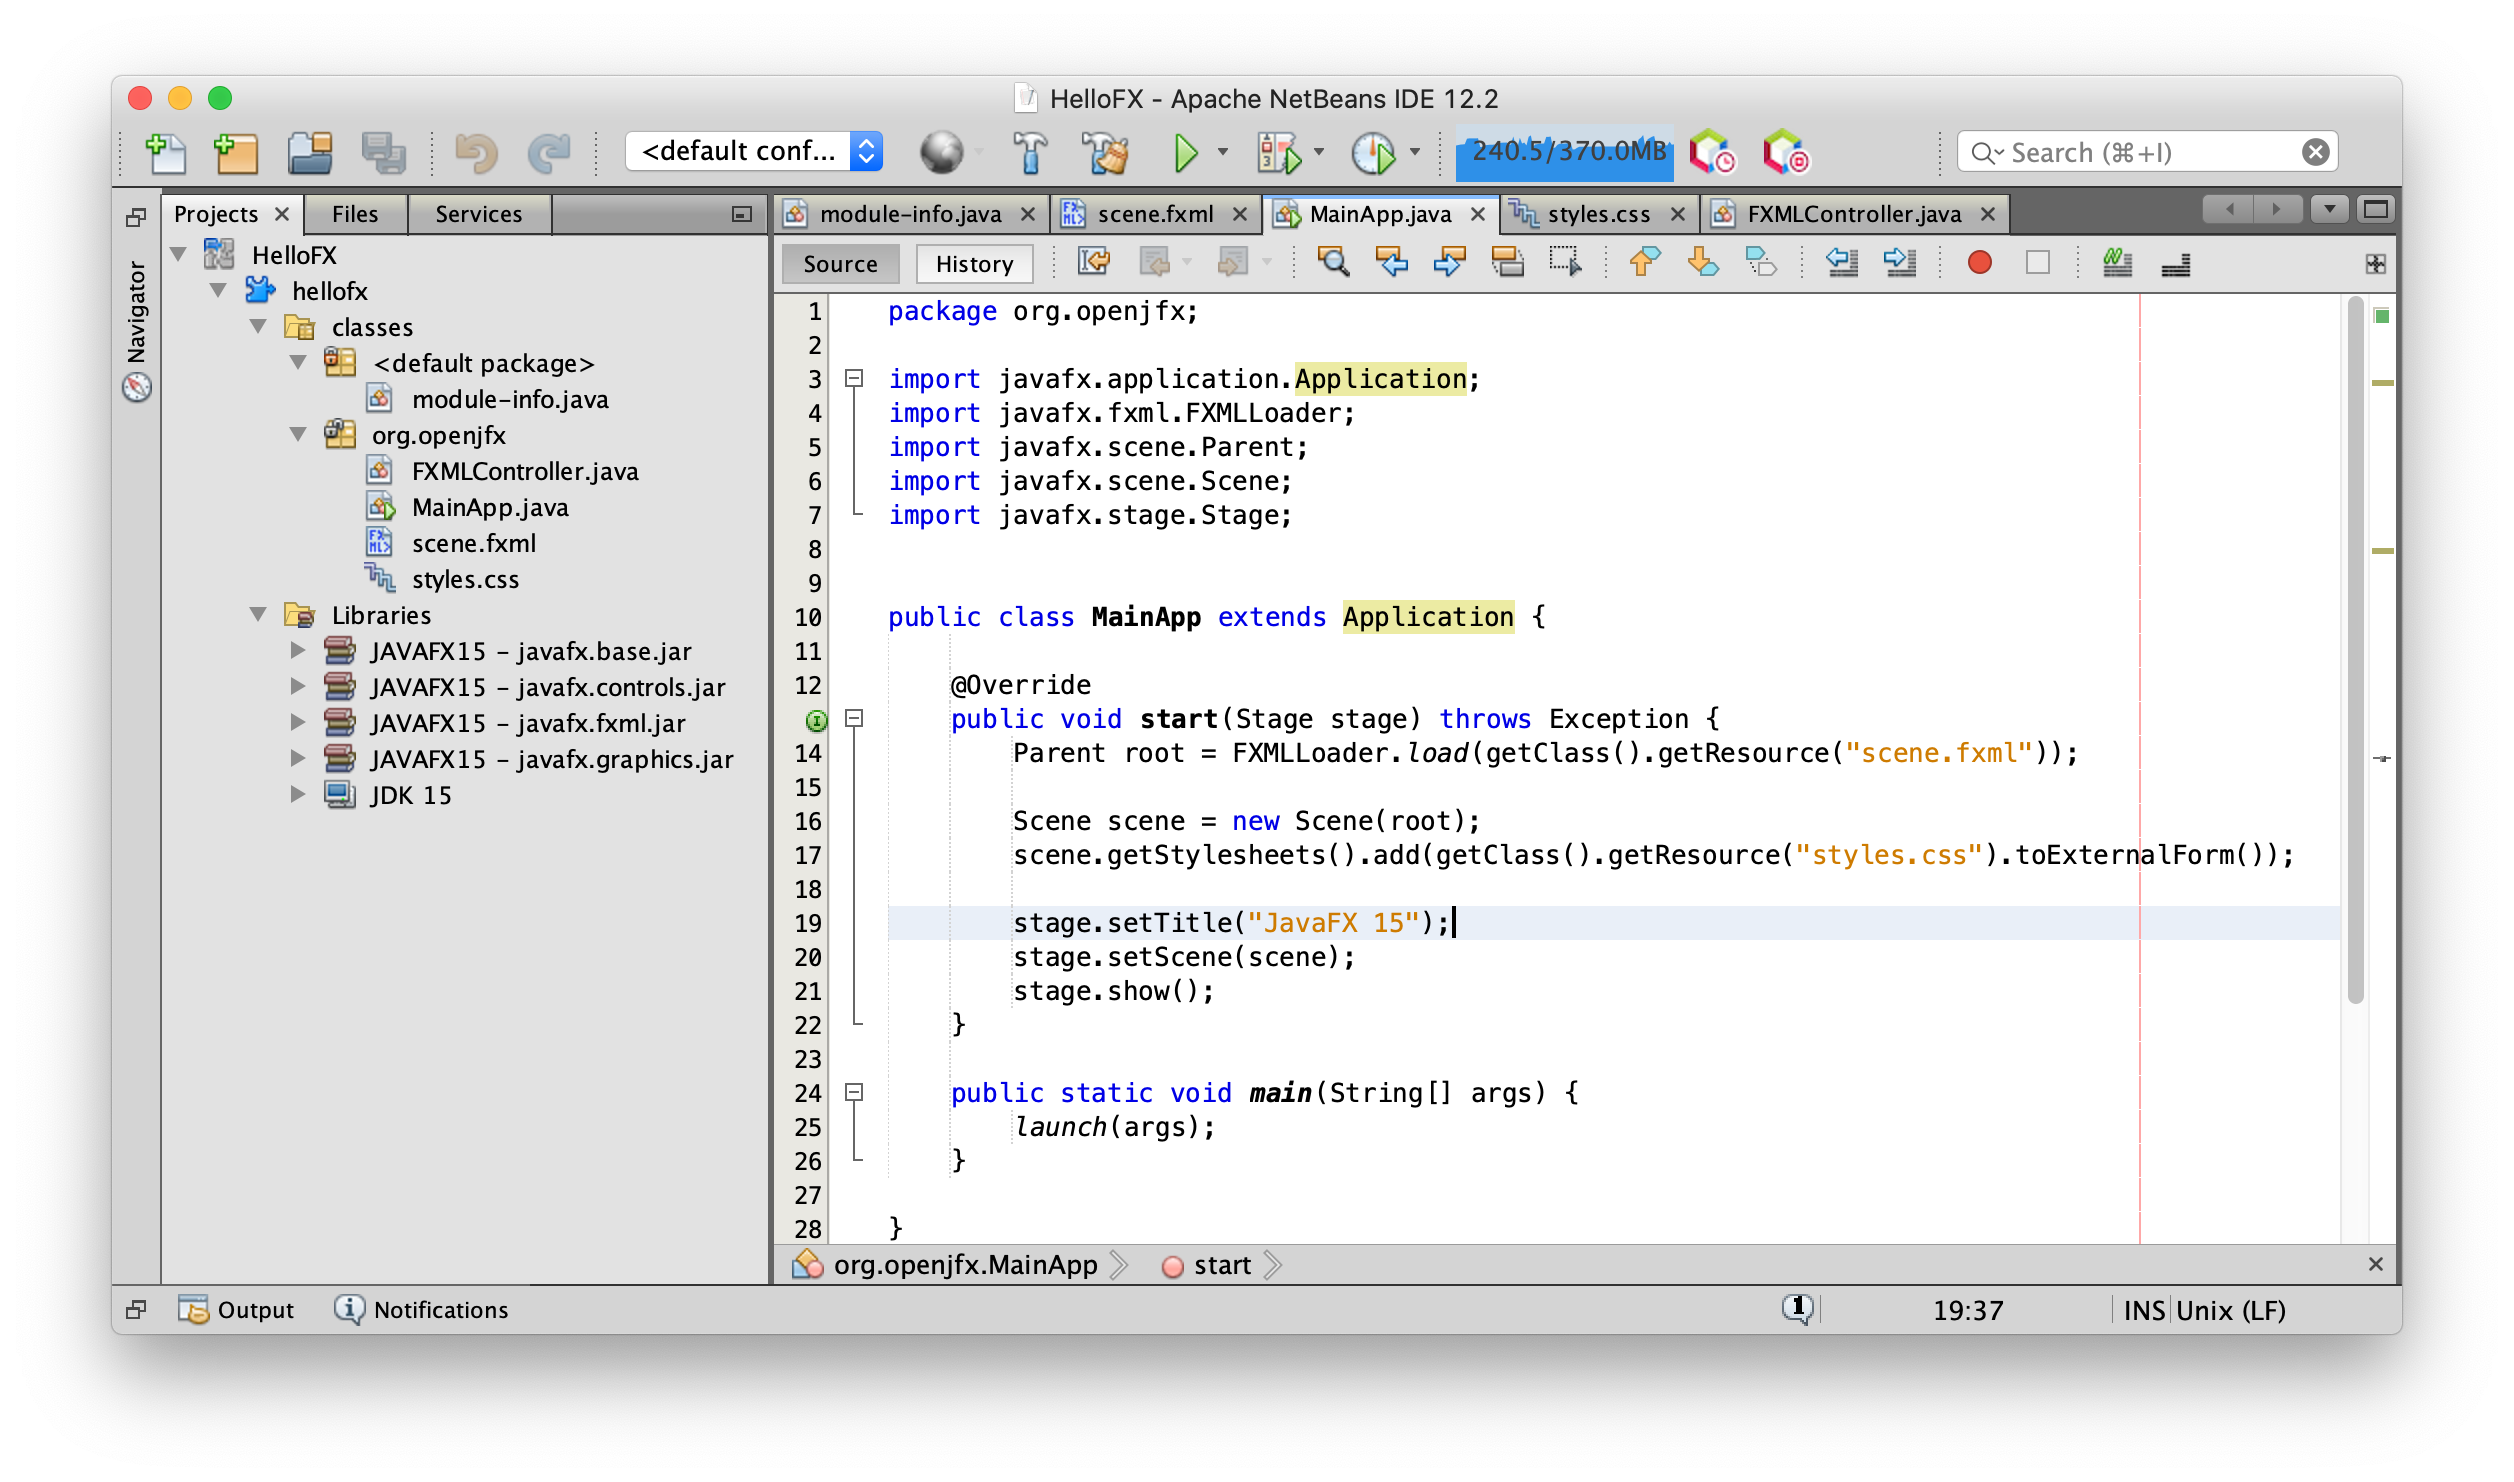 HelloFX - Apache NetBeans IDE 12.2
<default conf...
240.5/370.0MB
Search (⌘+I)
Projects
Files
Services
Navigator
HelloFX
hellofx
classes
<default package>
module-info.java
org.openjfx
FXMLController.java
MainApp.java
scene.fxml
styles.css
Libraries
JAVAFX15 - javafx.base.jar
JAVAFX15 - javafx.controls.jar
JAVAFX15 - javafx.fxml.jar
JAVAFX15 - javafx.graphics.jar
JDK 15
module-info.java
scene.fxml
MainApp.java
styles.css
FXMLController.java
Source
History
1 package org.openjfx;
2
3 import javafx.application.Application;
4 import javafx.fxml.FXMLLoader;
5 import javafx.scene.Parent;
6 import javafx.scene.Scene;
7 import javafx.stage.Stage;
8
9
10 public class MainApp extends Application {
11
12 @Override
public void start(Stage stage) throws Exception {
14 Parent root = FXMLLoader.load(getClass().getResource("scene.fxml"));
15
16 Scene scene = new Scene(root);
17 scene.getStylesheets().add(getClass().getResource("styles.css").toExternalForm());
18
19 stage.setTitle("JavaFX 15");
20 stage.setScene(scene);
21 stage.show();
22 }
23
24 public static void main(String[] args) {
25 launch(args);
26 }
27
28 }
org.openjfx.MainApp
start
Output
Notifications
1
19:37
INS
Unix (LF)